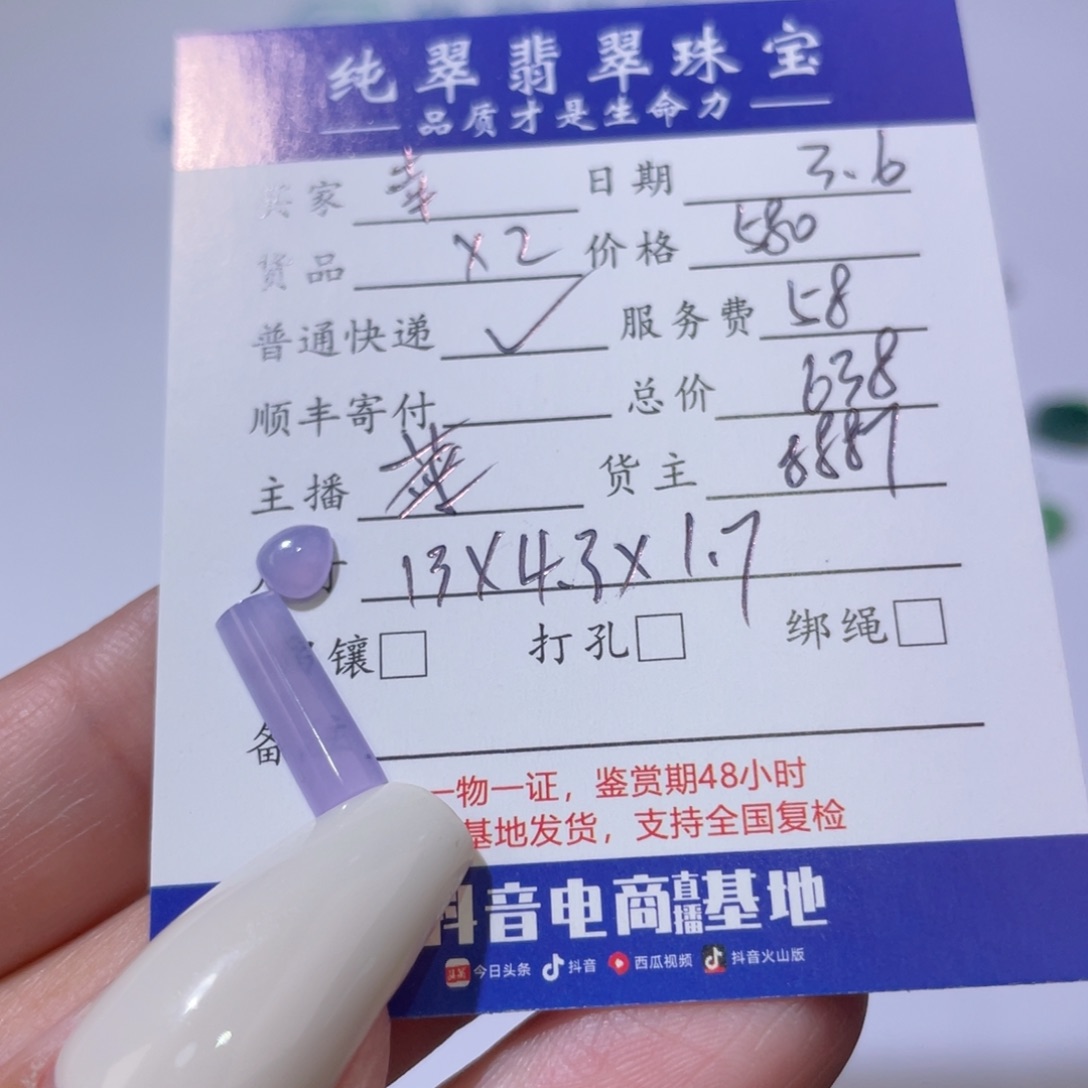 纯翠翡翠珠宝
品质才是生命力
买家 幸 日期 3.6
货品 X2 价格 580
普通快递 ✓ 服务费 58
顺丰寄付 总价 638
主播 货主 8887
寸 13X4.3X1.7
镶□ 打孔□ 绑绳□
备
一物一证，鉴赏期48小时
基地发货，支持全国复检
抖音电商直播基地
今日头条 抖音 西瓜视频 抖音火山版